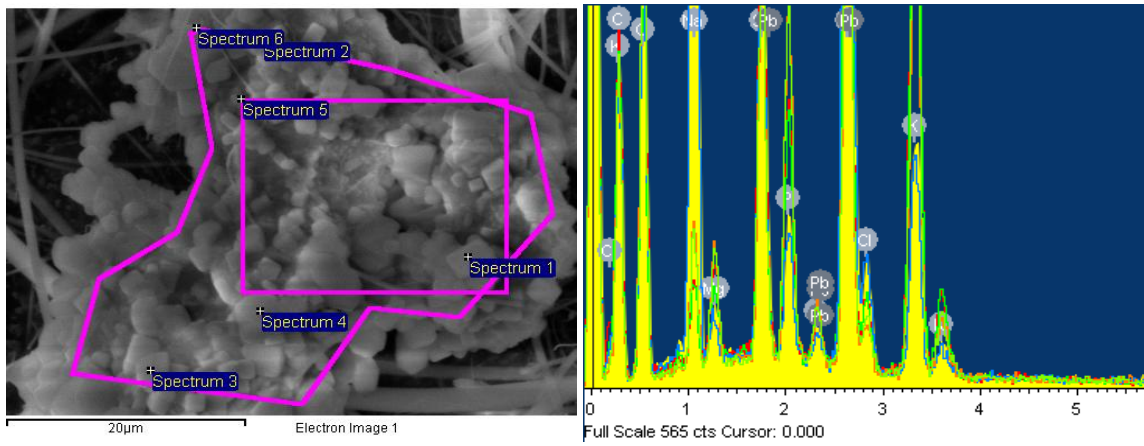 Spectrum 6
Spectrum 2
Spectrum 5
Spectrum 1
Spectrum 4
Spectrum 3
20µm Electron Image 1
C
K
Na
Pb
Pb
K
P
Cl
Pb
Mg
Pb
0 1 2 3 4 5
Full Scale 565 cts Cursor: 0.000